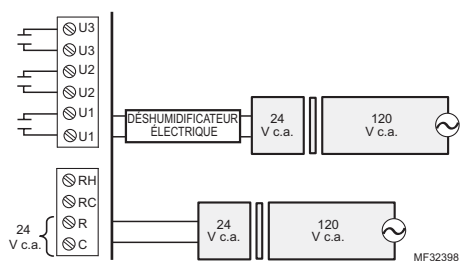 U3
U3
U2
U2
U1
U1
DÉSHUMIDIFICATEUR
ÉLECTRIQUE
24
V c.a.
120
V c.a.
RH
RC
R
C
24
V c.a.
24
V c.a.
120
V c.a.
MF32398